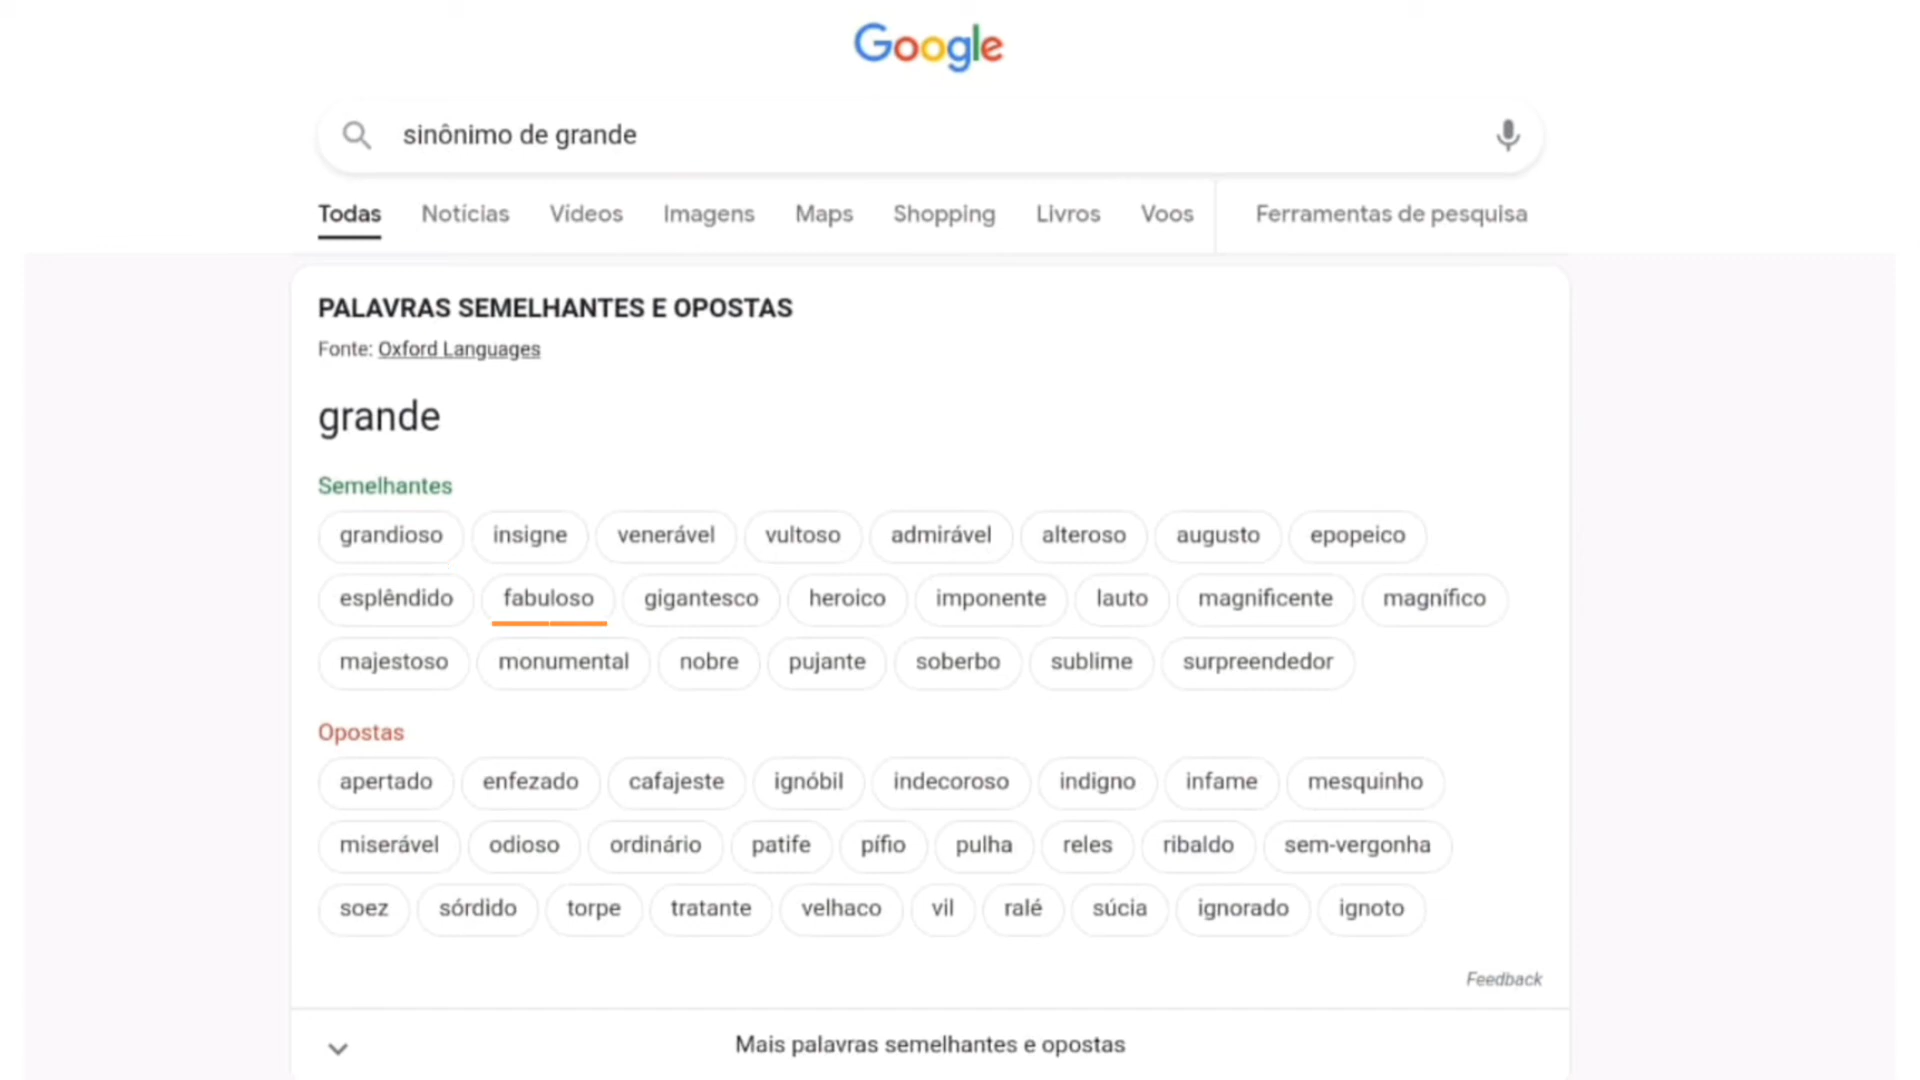 Google
sinônimo de grande
Todas Notícias Vídeos Imagens Maps Shopping Livros Voos Ferramentas de pesquisa
PALAVRAS SEMELHANTES E OPOSTAS
Fonte: Oxford Languages
grande
Semelhantes
grandioso insigne venerável vultoso admirável alteroso augusto epopeico
esplêndido fabuloso gigantesco heroico imponente lauto magnificente magnífico
majestoso monumental nobre pujante soberbo sublime surpreendedor
Opostas
apertado enfezado cafajeste ignóbil indecoroso indigno infame mesquinho
miserável odioso ordinário patife pífio pulha reles ribaldo sem-vergonha
soez sórdido torpe tratante velhaco vil ralé súcia ignorado ignoto
Feedback
Mais palavras semelhantes e opostas